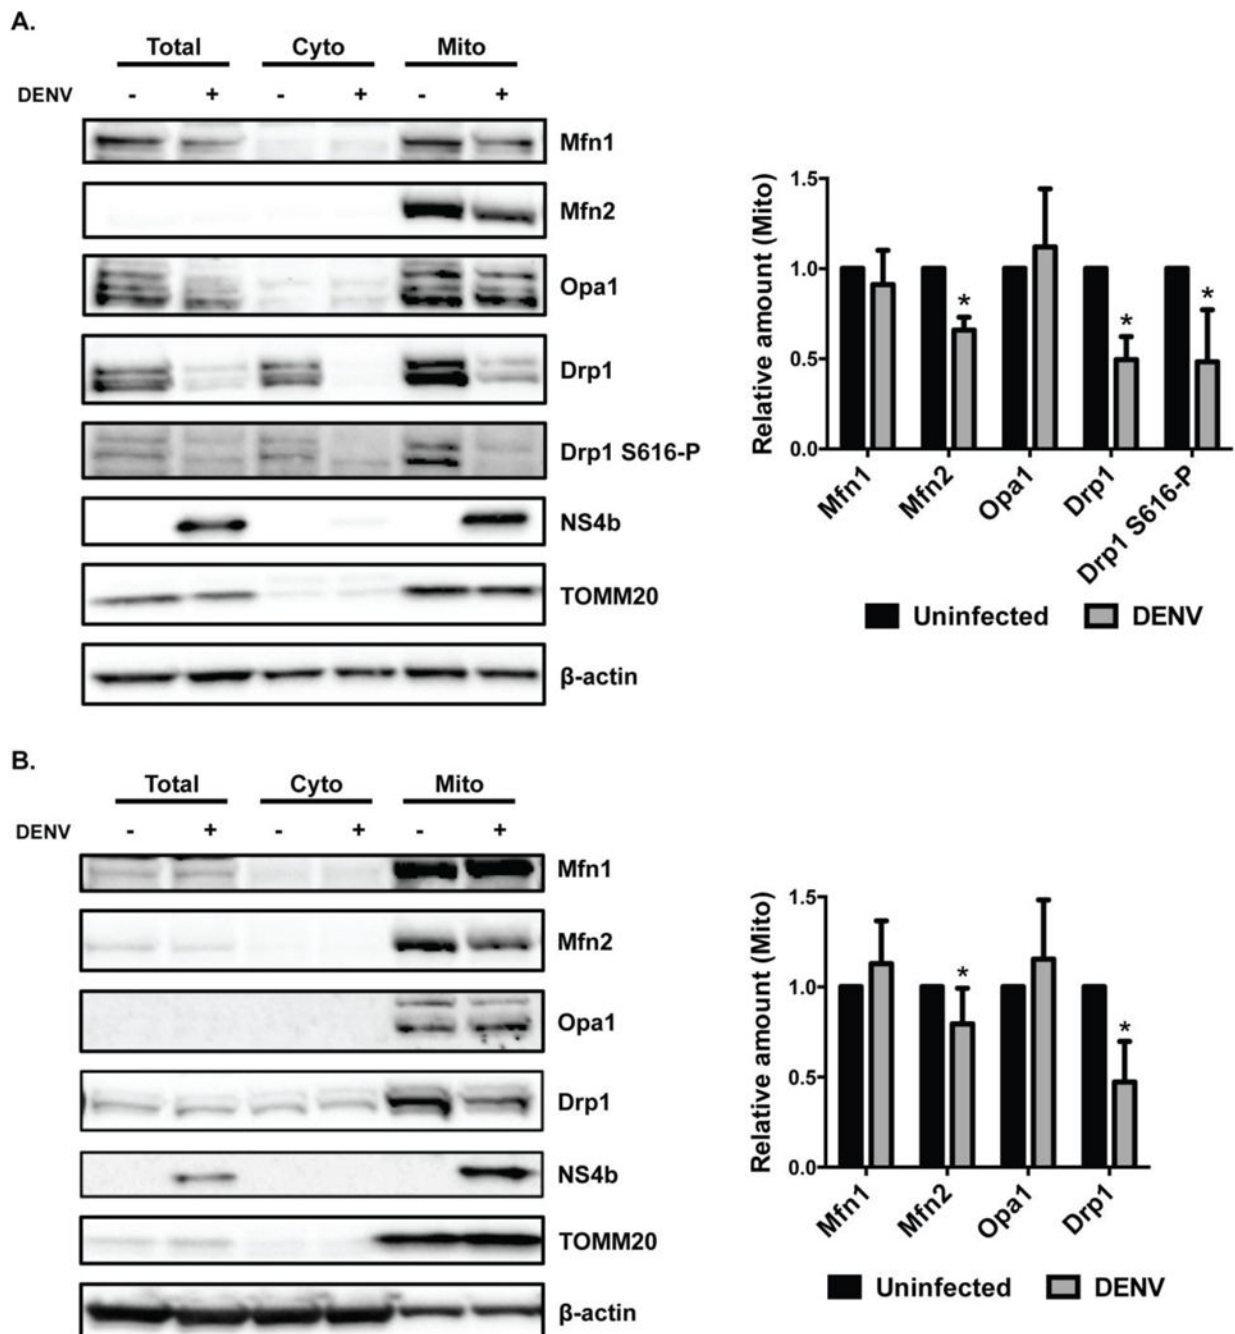 A.
Total Cyto Mito
DENV - + - + - +
Mfn1
Mfn2
Opa1
Drp1
Drp1 S616-P
NS4b
TOMM20
β-actin
Relative amount (Mito)
1.5
1.0
0.5
0.0
* * *
Mfn1 Mfn2 Opa1 Drp1 Drp1 S616-P
Uninfected DENV
B.
Total Cyto Mito
DENV - + - + - +
Mfn1
Mfn2
Opa1
Drp1
NS4b
TOMM20
β-actin
Relative amount (Mito)
1.5
1.0
0.5
0.0
* *
Mfn1 Mfn2 Opa1 Drp1
Uninfected DENV